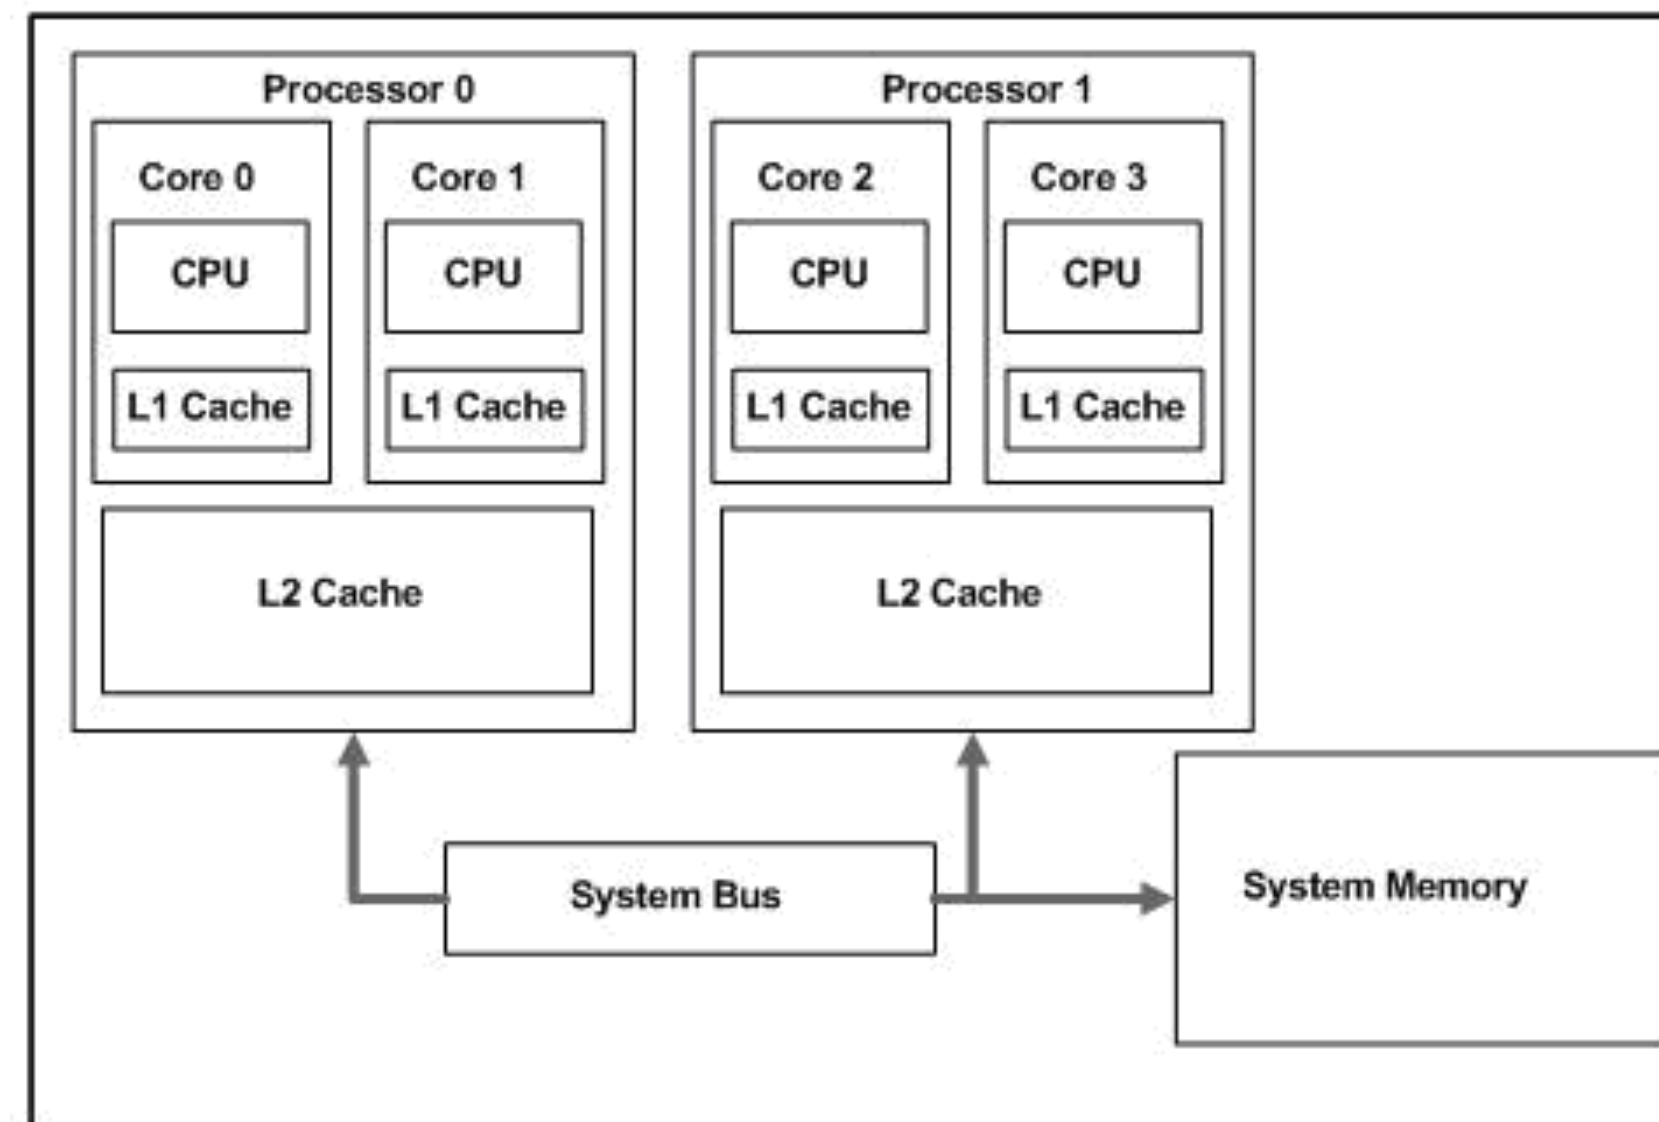 Processor 0
Core 0
CPU
L1 Cache
Core 1
CPU
L1 Cache
L2 Cache
Processor 1
Core 2
CPU
L1 Cache
Core 3
CPU
L1 Cache
L2 Cache
System Bus
System Memory